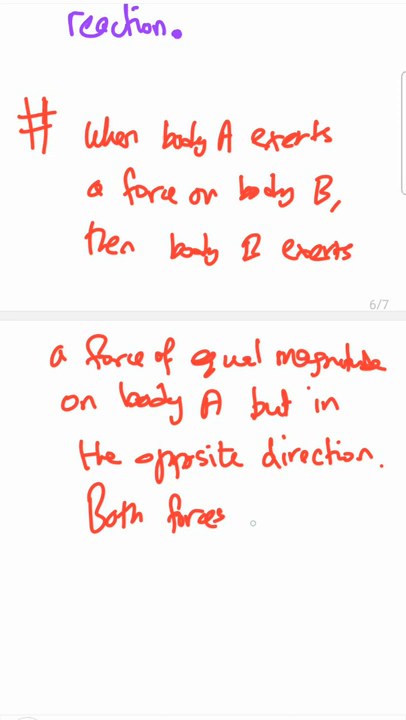 reaction.
# When body A exerts
a force on body B,
then body B exerts
6/7
a force of equal magnitude
on body A but in
the opposite direction.
Both forces